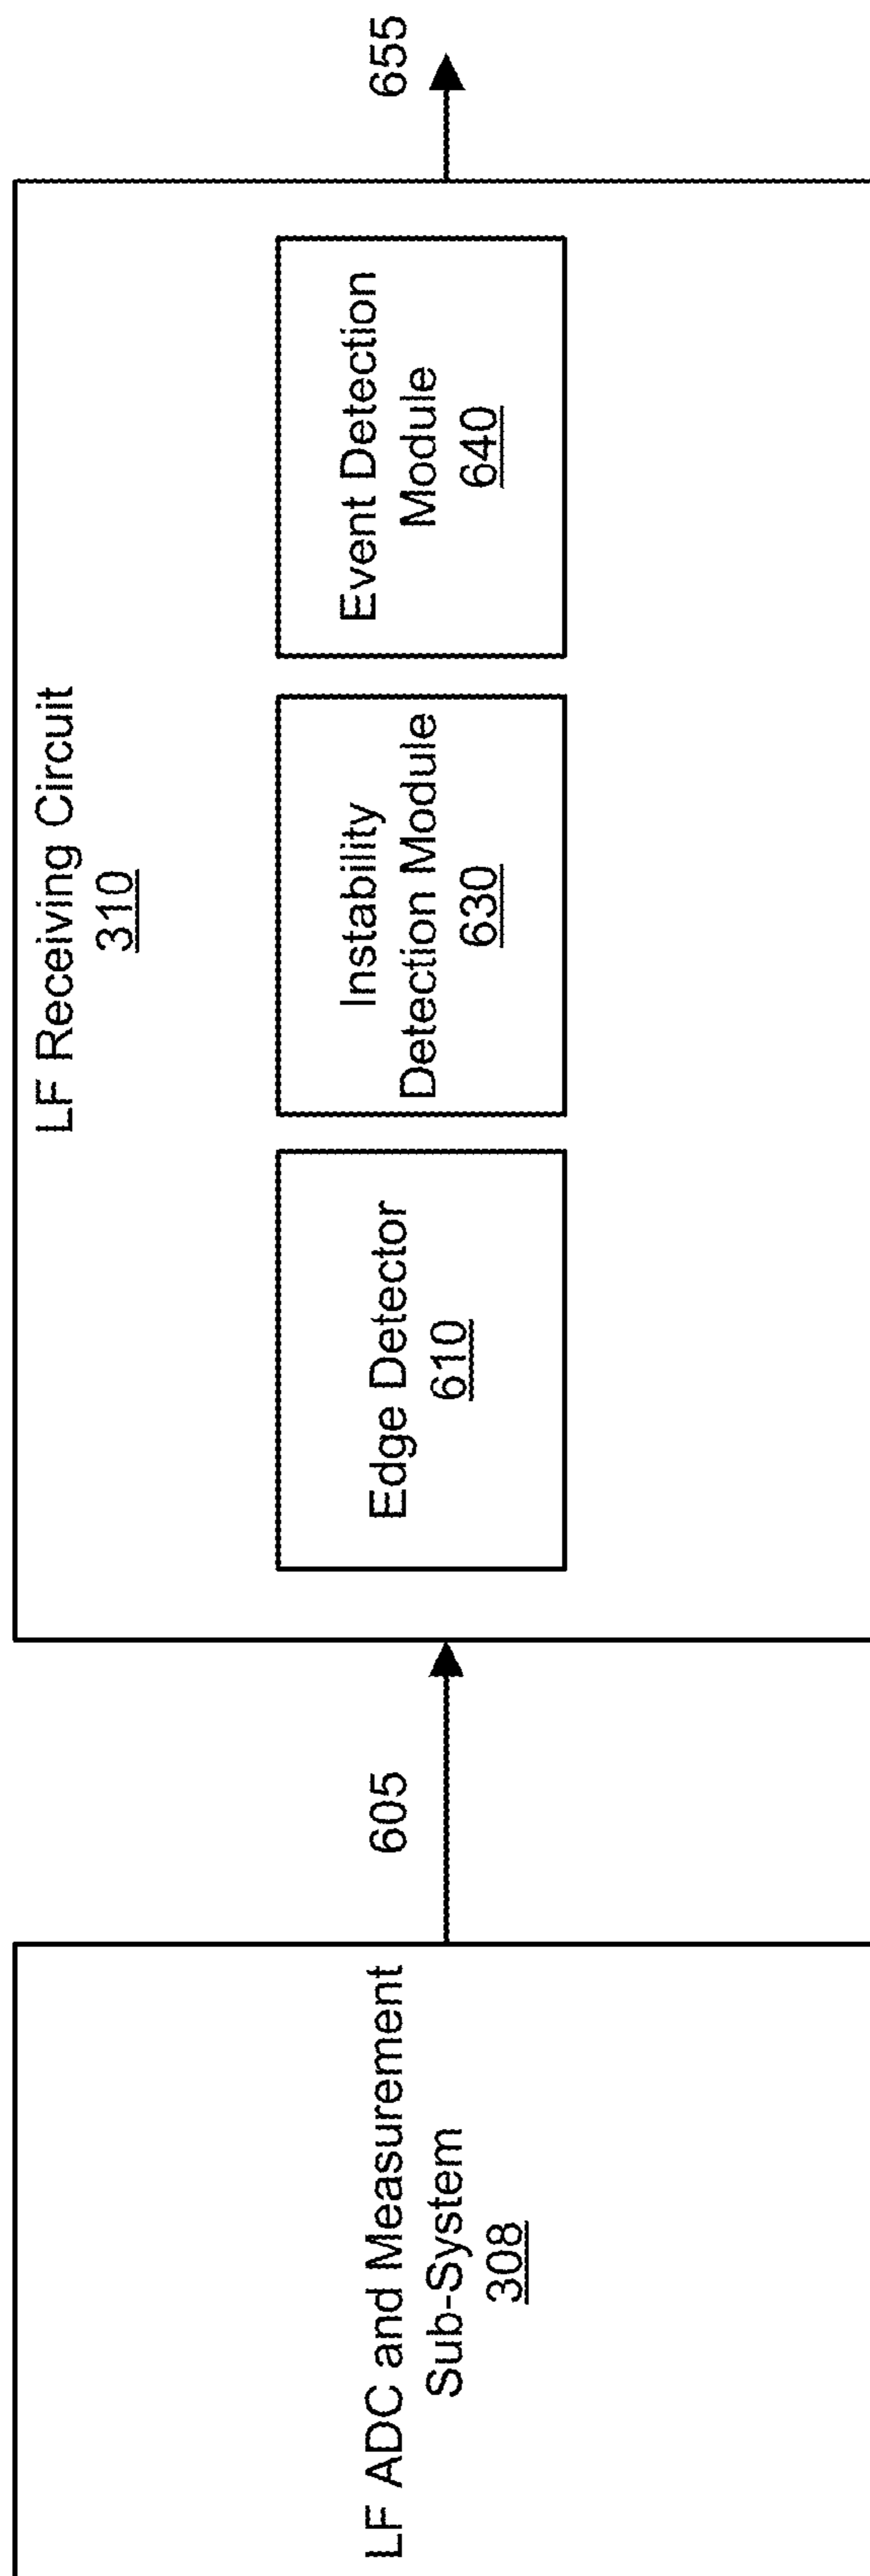 LF ADC and Measurement
Sub-System
308
605
LF Receiving Circuit
310
Edge Detector
610
Instability
Detection Module
630
Event Detection
Module
640
655